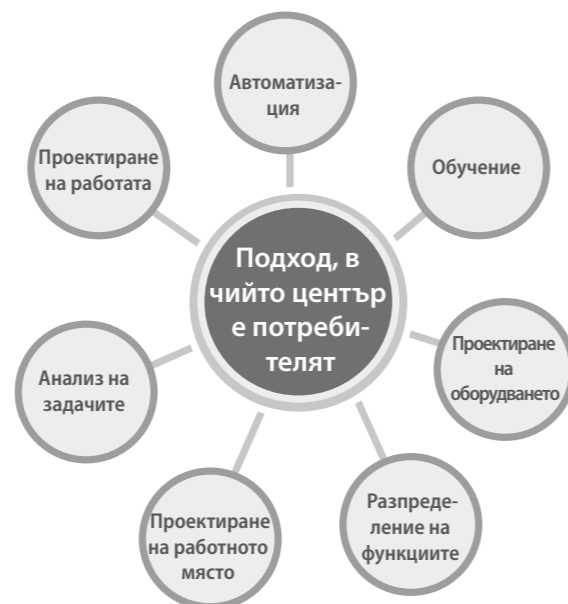 Автоматиза-
ция
Обучение
Проектиране
на
оборудването
Разпреде-
ление на
функциите
Проектиране
на работното
място
Анализ на
задачите
Проектиране
на работата
Подход, в
чийто център
е потреби-
телят